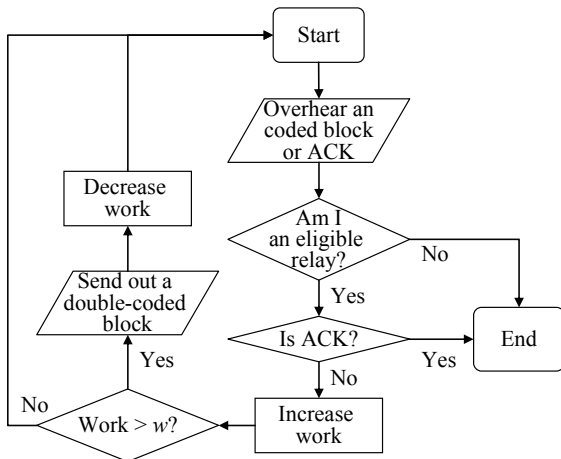 Start
Overhear an
coded block
or ACK
Am I
an eligible
relay?
No
Yes
Is ACK?
Yes
End
No
Increase
work
Work > w?
No
Yes
Send out a
double-coded
block
Decrease
work